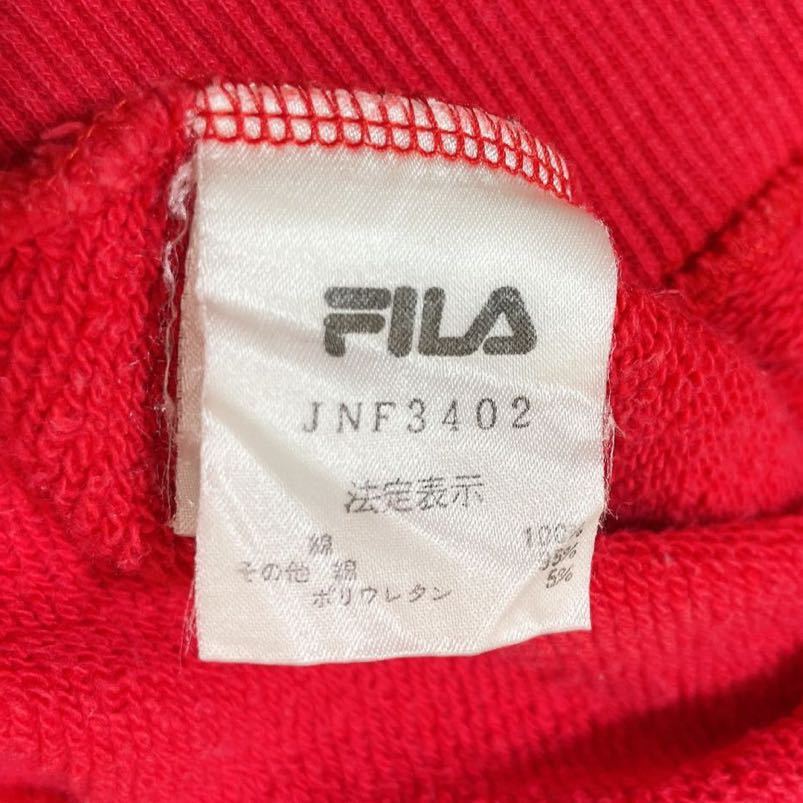 FILA
JNF3402
法定表示
綿 100%
その他 綿 95%
ポリウレタン 5%